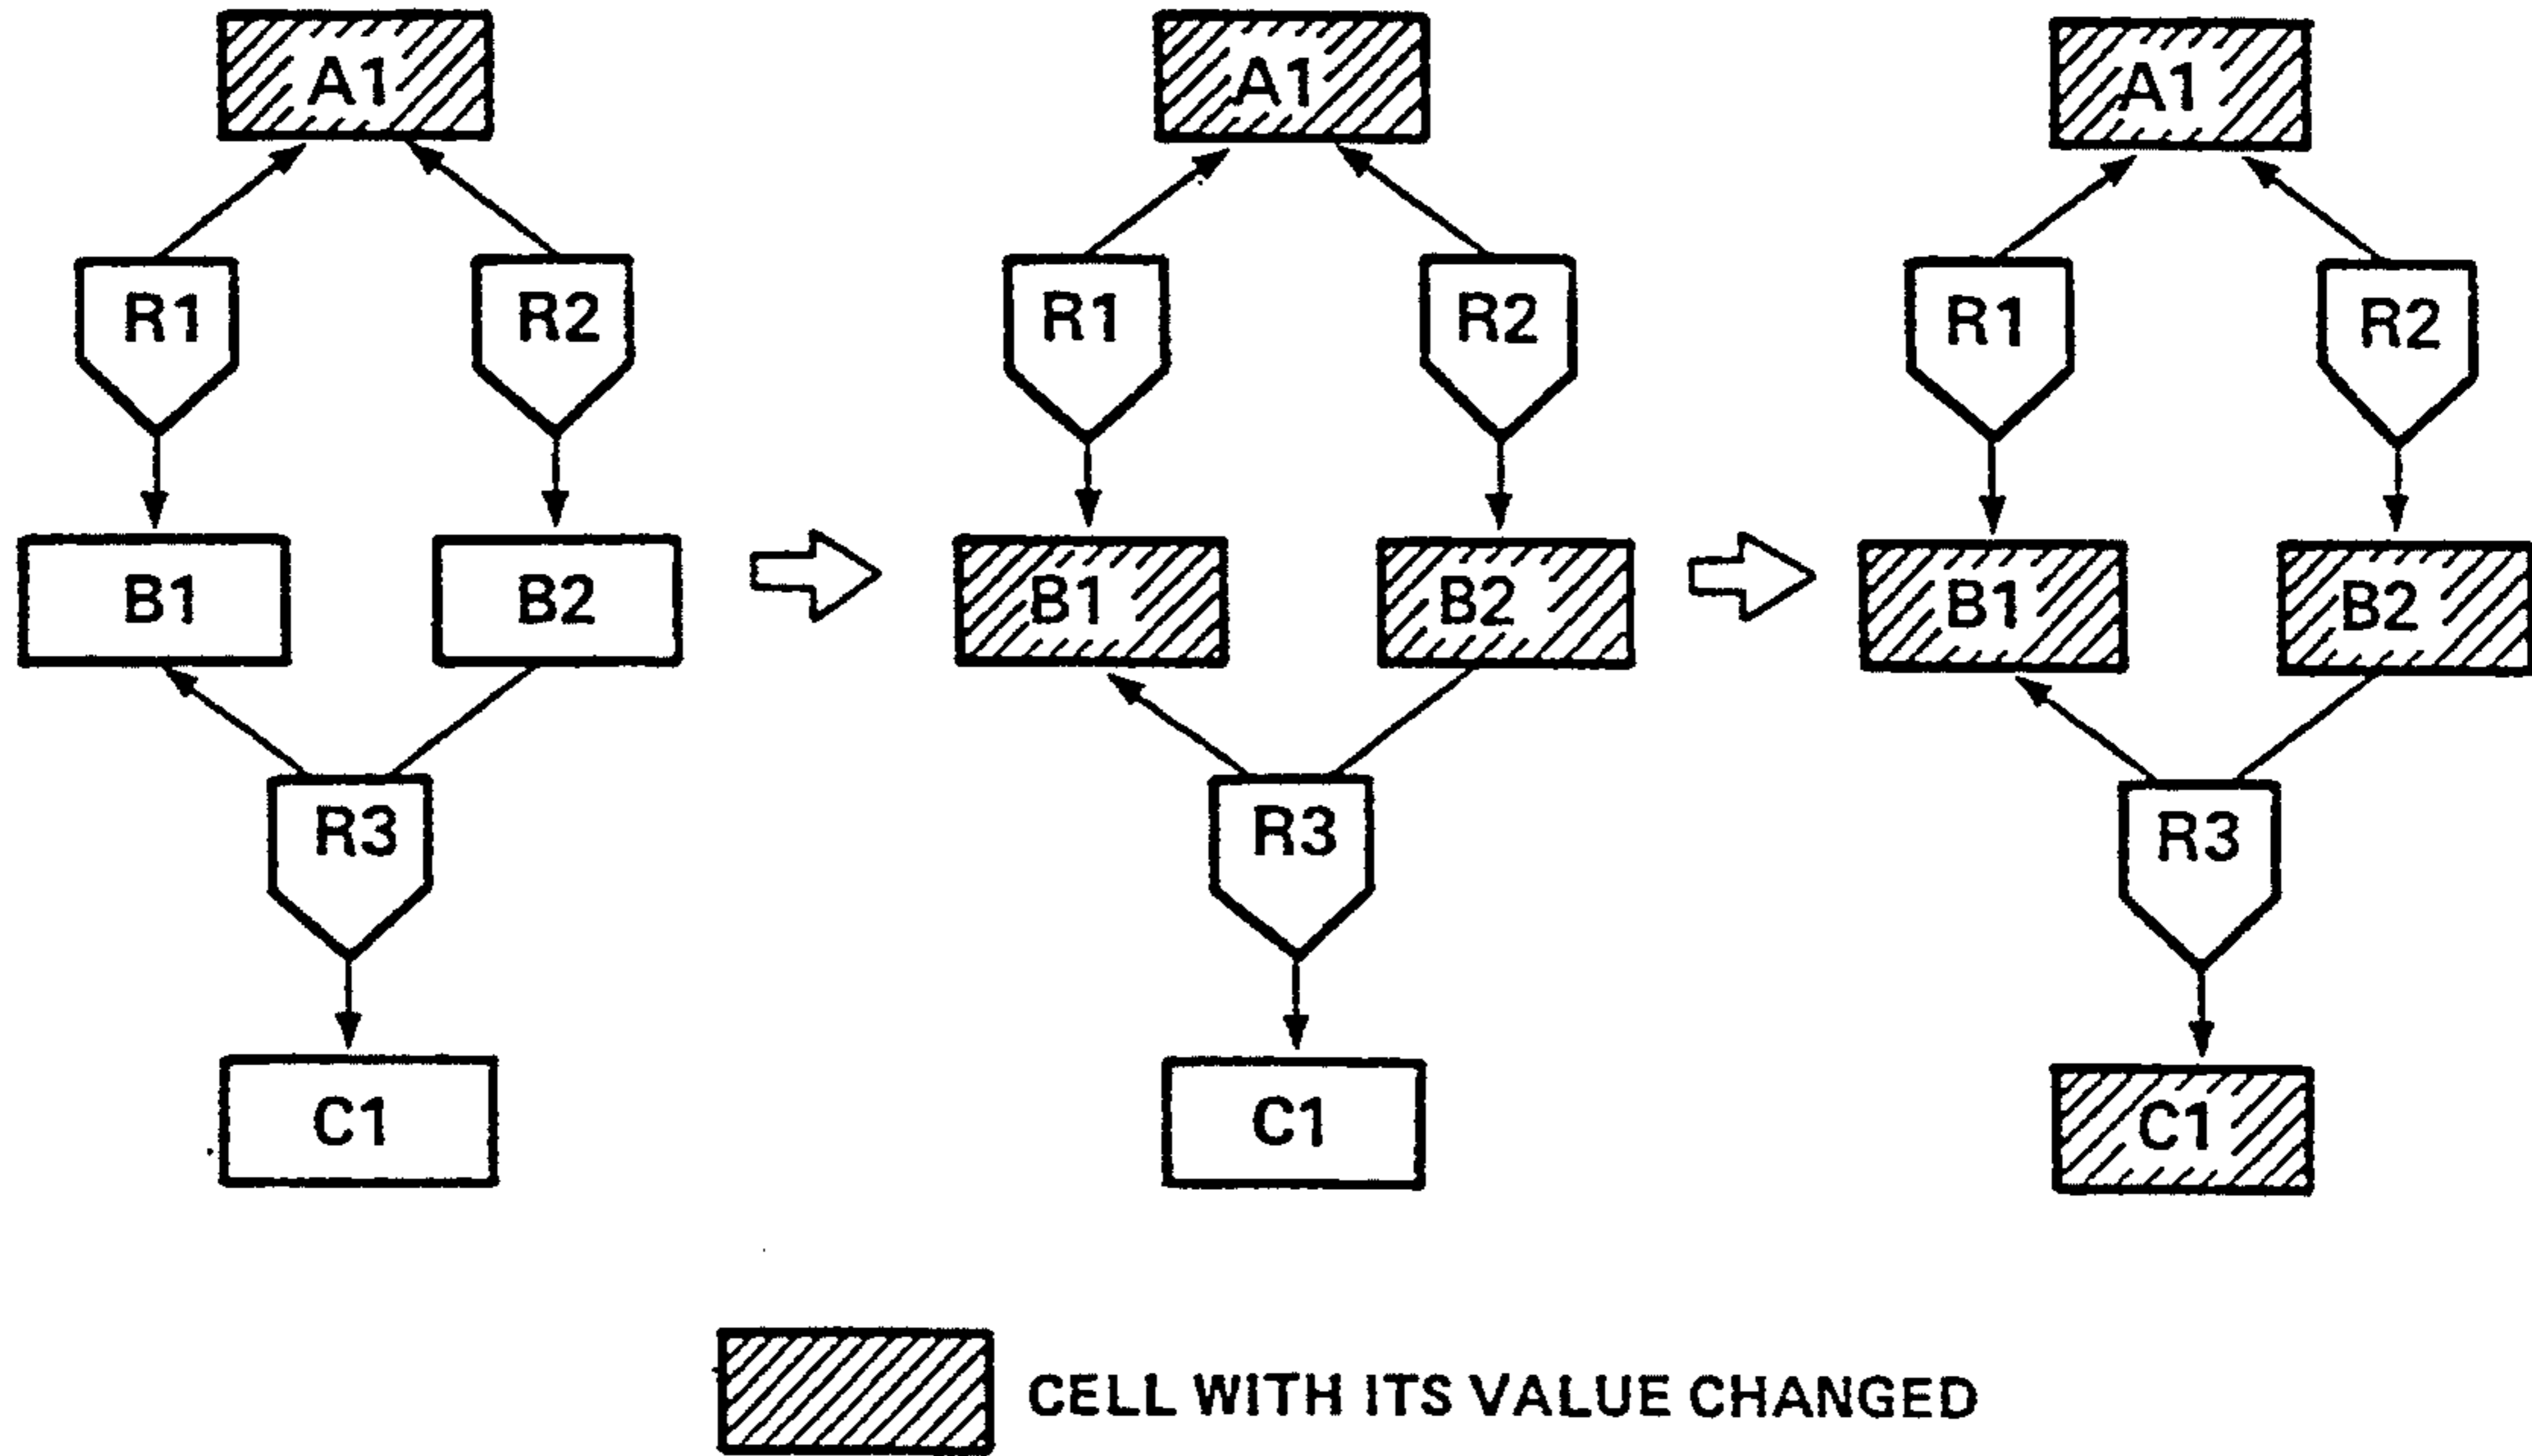 A1 A1 A1
R1 R2 R1 R2 R1 R2
B1 B2 B1 B2 B1 B2
R3 R3 R3
C1 C1 C1
CELL WITH ITS VALUE CHANGED